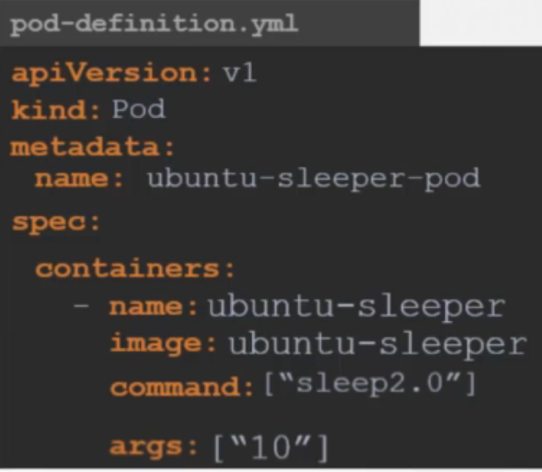 pod-definition.yml
apiVersion: v1
kind: Pod
metadata:
name: ubuntu-sleeper-pod
spec:
containers:
- name: ubuntu-sleeper
image: ubuntu-sleeper
command: [“sleep2.0”]
args: [“10”]